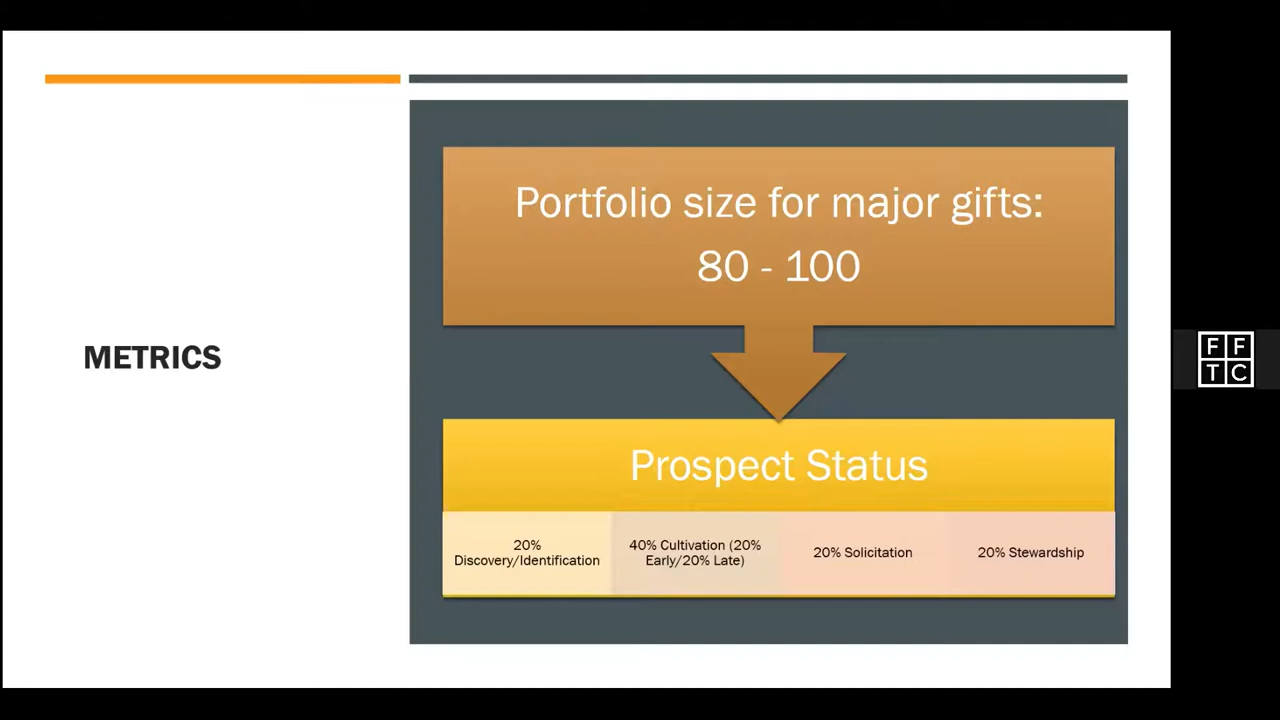 METRICS
Portfolio size for major gifts:
80 - 100
Prospect Status
20%
Discovery/Identification
40% Cultivation (20%
Early/20% Late)
20% Solicitation
20% Stewardship
F F
T C